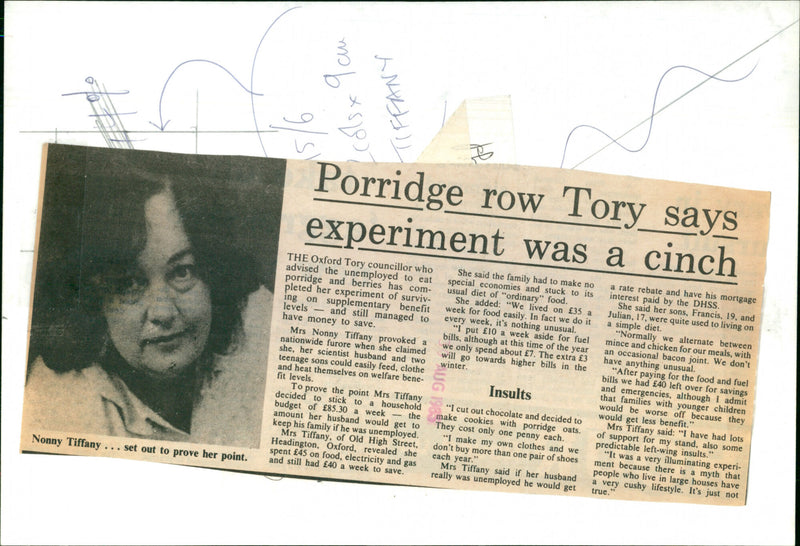 15/6
9 cm
TIFFANY
Porridge row Tory says
experiment was a cinch
THE Oxford Tory councillor who
advised the unemployed to eat
porridge and berries has com-
pleted her experiment of surviv-
ing on supplementary benefit
levels — and still managed to
have money to save.
Mrs Nonny Tiffany provoked a
nationwide furore when she claimed
she, her scientist husband and two
teenage sons could easily feed, clothe
and heat themselves on welfare bene-
fit levels.
To prove the point Mrs Tiffany
decided to stick to a household
budget of £85.30 a week — the
amount her husband would get to
keep his family if he was unemployed.
Mrs Tiffany, of Old High Street,
Headington, Oxford, revealed she
spent £45 on food, electricity and gas
and still had £40 a week to save.
She said the family had to make no
special economies and stuck to its
usual diet of “ordinary” food.
She added: “We lived on £35 a
week for food easily. In fact we do it
every week, it's nothing unusual.
“I put £10 a week aside for fuel
bills, although at this time of the year
we only spend about £7. The extra £3
will go towards higher bills in the
winter.
Insults
“I cut out chocolate and decided to
make cookies with porridge oats.
They cost only one penny each.
“I make my own clothes and we
don't buy more than one pair of shoes
each year.”
Mrs Tiffany said if her husband
really was unemployed he would get
a rate rebate and have his mortgage
interest paid by the DHSS.
She said her sons, Francis, 19, and
Julian, 17, were quite used to living on
a simple diet.
“Normally we alternate between
mince and chicken for our meals, with
an occasional bacon joint. We don't
have anything unusual.
“After paying for the food and fuel
bills we had £40 left over for savings
and emergencies, although I admit
that families with younger children
would be worse off because they
would get less benefit.”
Mrs Tiffany said: “I have had lots
of support for my stand, also some
predictable left-wing insults.”
“It was a very illuminating experi-
ment because there is a myth that
people who live in large houses have
a very cushy lifestyle. It's just not
true.”
Nonny Tiffany . . . set out to prove her point.
AUG